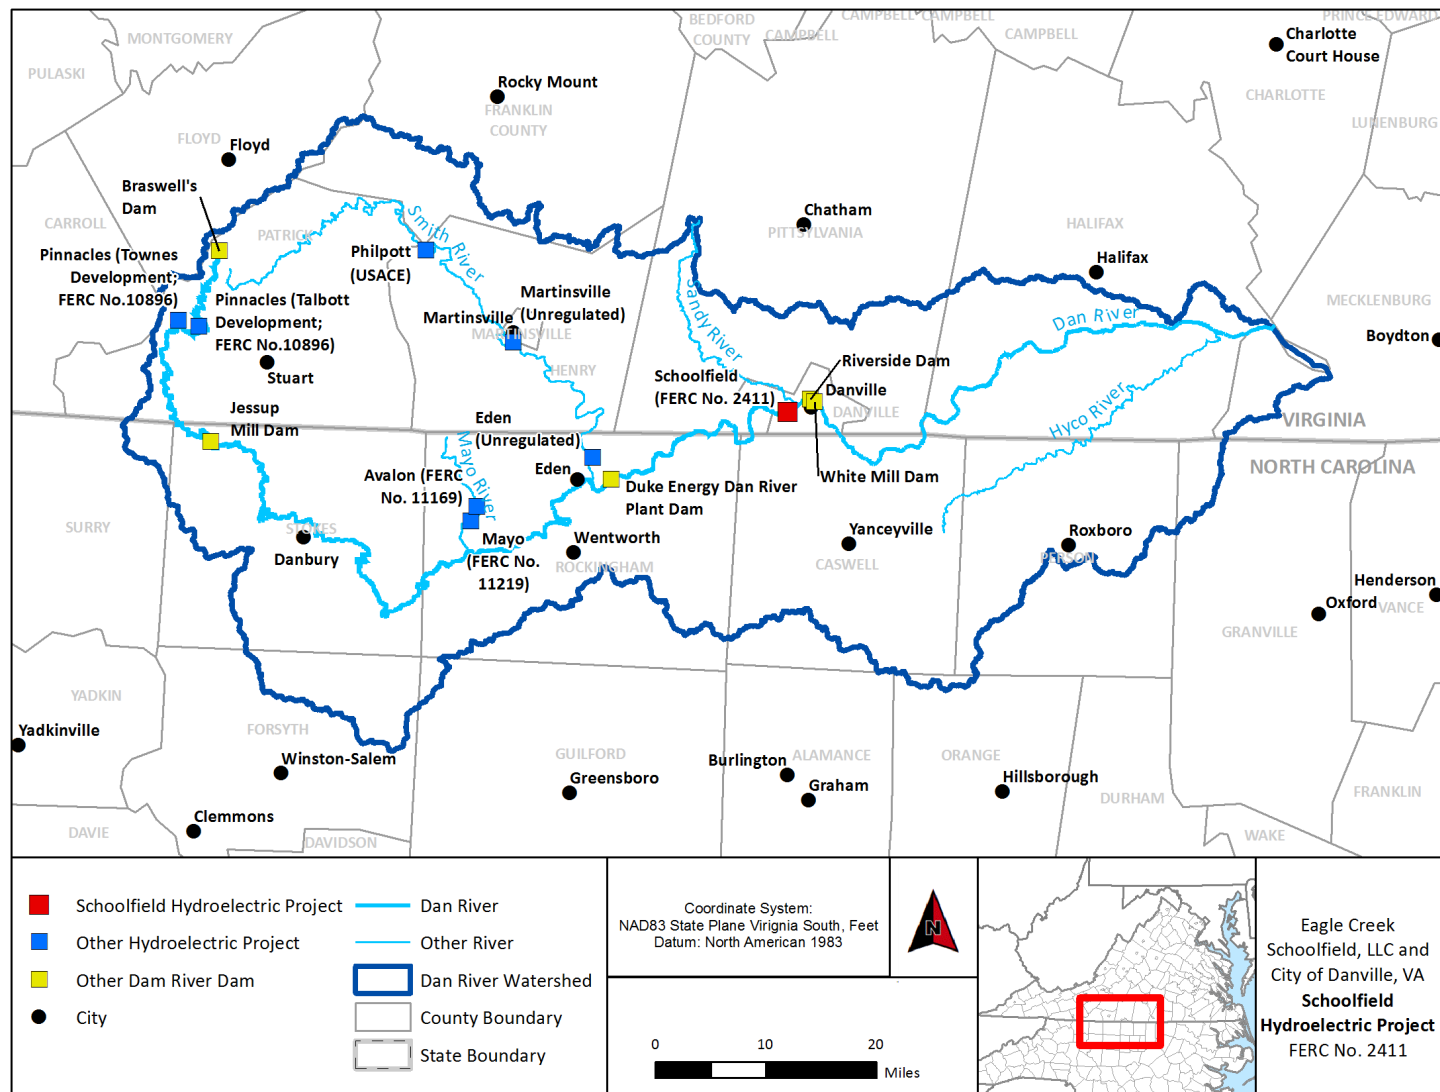 BEDFORD
COUNTY
CAMPBELL
CAMPBELL
CAMPBELL
CAMPBELL
PRINCE EDWARD
MONTGOMERY
PULASKI
Charlotte
Court House
Rocky Mount
FRANKLIN
COUNTY
CHARLOTTE
LUNENBURG
FLOYD
Floyd
Braswell's
Dam
CARROLL
PATRICK
Smith River
Chatham
PITTSYLVANIA
HALIFAX
Halifax
Pinnacles (Townes
Development;
FERC No.10896)
Philpott
(USACE)
Pinnacles (Talbott
Development;
FERC No.10896)
Martinsville
(Unregulated)
Martinsville
MARTINSVILLE
Sandy River
Dan River
MECKLENBURG
Boydton
Stuart
HENRY
Riverside Dam
Schoolfield
(FERC No. 2411)
Danville
DANVILLE
Hyco River
Jessup
Mill Dam
Eden
(Unregulated)
VIRGINIA
NORTH CAROLINA
Mayo River
Avalon (FERC
No. 11169)
Eden
Duke Energy Dan River
Plant Dam
White Mill Dam
SURRY
STOKES
Danbury
Mayo
(FERC No.
11219)
Wentworth
ROCKINGHAM
Yanceyville
CASWELL
Roxboro
PERSON
Henderson
Oxford
VANCE
GRANVILLE
YADKIN
Yadkinville
FORSYTH
Winston-Salem
GUILFORD
Greensboro
Burlington
ALAMANCE
Graham
ORANGE
Hillsborough
DURHAM
FRANKLIN
Clemmons
DAVIE
DAVIDSON
WAKE
Schoolfield Hydroelectric Project
Other Hydroelectric Project
Other Dam River Dam
City
Dan River
Other River
Dan River Watershed
County Boundary
State Boundary
Coordinate System:
NAD83 State Plane Virignia South, Feet
Datum: North American 1983
N
0 10 20
Miles
Eagle Creek
Schoolfield, LLC and
City of Danville, VA
Schoolfield
Hydroelectric Project
FERC No. 2411